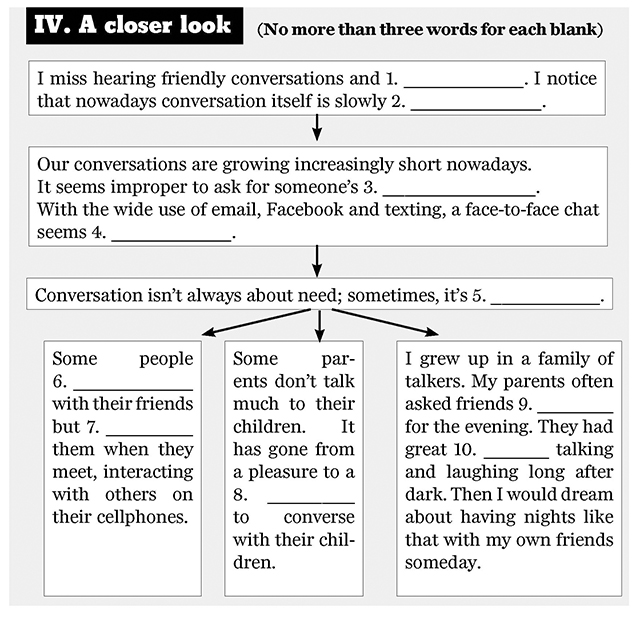 IV. A closer look (No more than three words for each blank)
I miss hearing friendly conversations and 1. ____________. I notice
that nowadays conversation itself is slowly 2. _____________.
Our conversations are growing increasingly short nowadays.
It seems improper to ask for someone's 3. _______________.
With the wide use of email, Facebook and texting, a face-to-face chat
seems 4. ____________.
Conversation isn't always about need; sometimes, it's 5. ___________.
Some people
6. ____________
with their friends
but 7. _________
them when they
meet, interacting
with others on
their cellphones.
Some par-
ents don't talk
much to their
children. It
has gone from
a pleasure to a
8. _________
to converse
with their chil-
dren.
I grew up in a family of
talkers. My parents often
asked friends 9. ________
for the evening. They had
great 10. _______ talking
and laughing long after
dark. Then I would dream
about having nights like
that with my own friends
someday.